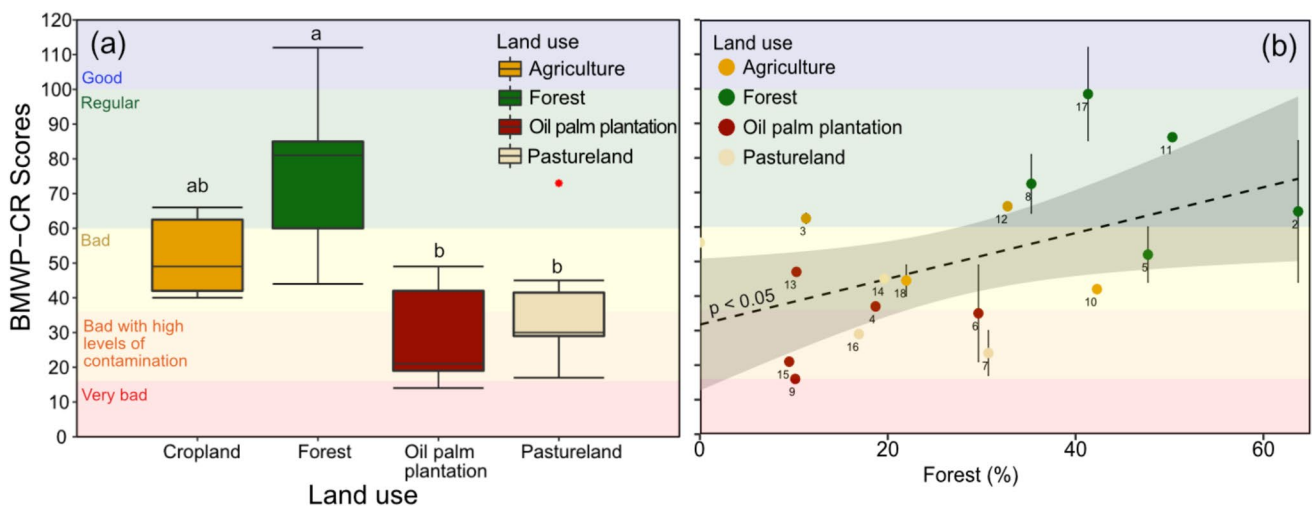 (a)
BMWP-CR Scores
120
110
100
90
80
70
60
50
40
30
20
10
0
Good
Regular
Bad
Bad with high
levels of
contamination
Very bad
ab
a
b
b
Land use
Agriculture
Forest
Oil palm plantation
Pastureland
Cropland
Forest
Oil palm
plantation
Pastureland
Land use
(b)
Land use
Agriculture
Forest
Oil palm plantation
Pastureland
17
11
8
12
3
2
5
13
14
18
10
4
6
16
7
15
9
p < 0.05
0
20
40
60
Forest (%)